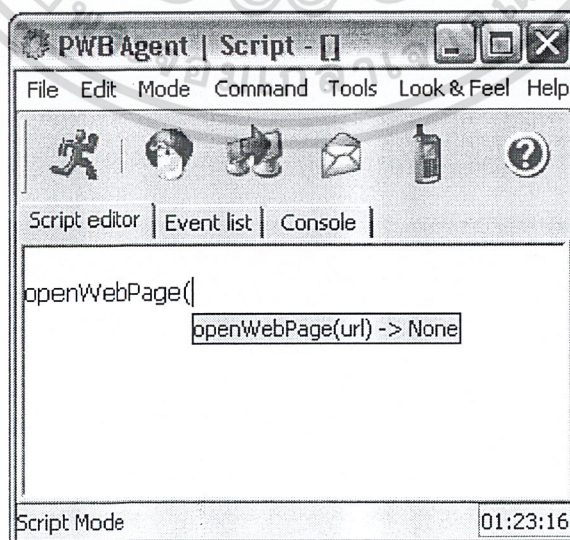 PWB Agent | Script - []
File Edit Mode Command Tools Look & Feel Help
Script editor Event list Console
openWebPage(
openWebPage(url) -> None
Script Mode 01:23:16